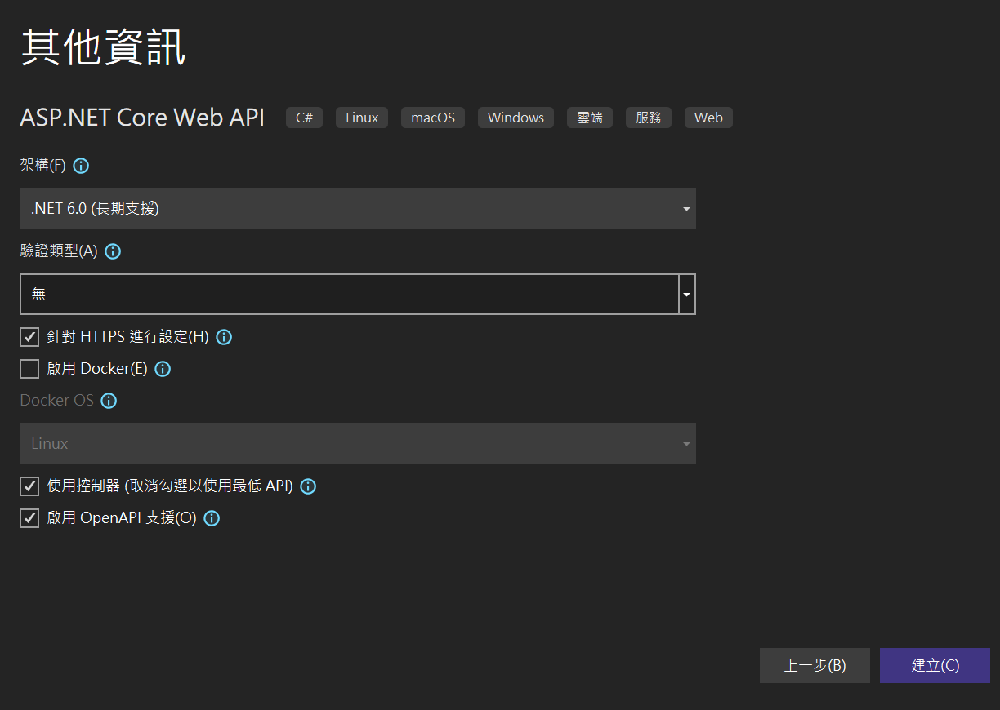 其他資訊
ASP.NET Core Web API C# Linux macOS Windows 雲端 服務 Web
架構(F)
.NET 6.0 (長期支援)
驗證類型(A)
無
針對 HTTPS 進行設定(H)
啟用 Docker(E)
Docker OS
Linux
使用控制器 (取消勾選以使用最低 API)
啟用 OpenAPI 支援(O)
上一步(B) 建立(C)